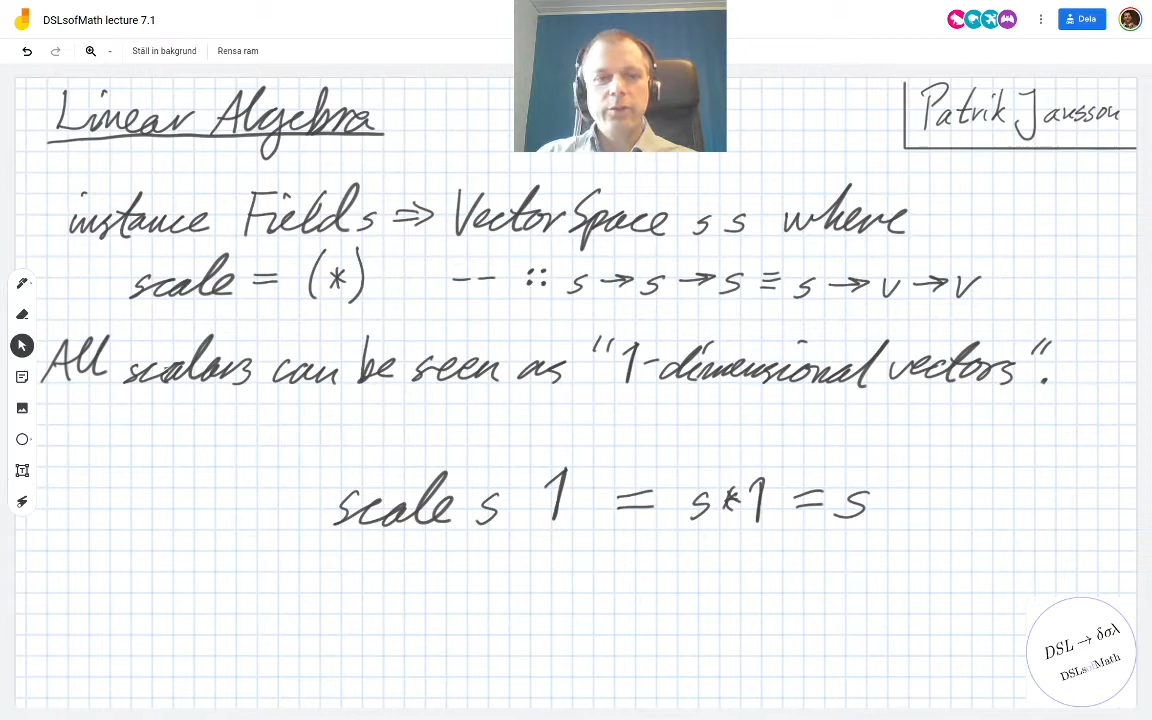 DSLsofMath lecture 7.1
Dela
Ställ in bakgrund
Rensa ram
Linear Algebra
Patrik Jansson
instance Field s => VectorSpace s s where
scale = (*) -- :: s → s → s ≡ s → v → v
All scalars can be seen as "1-dimensional vectors".
scale s 1 = s*1 = s
DSL → δσλ
DSLsofMath